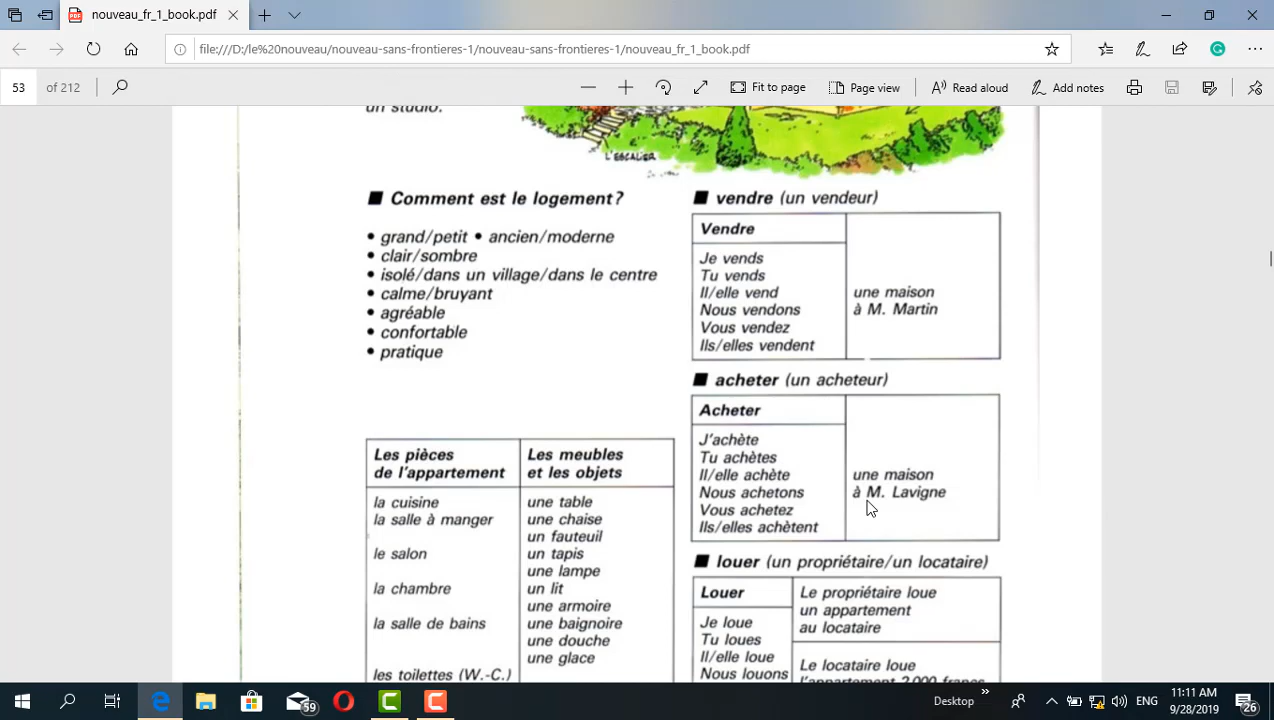 nouveau_fr_1_book.pdf
file:///D:/le%20nouveau/nouveau-sans-frontieres-1/nouveau-sans-frontieres-1/nouveau_fr_1_book.pdf
53 of 212
Fit to page
Page view
Read aloud
Add notes
un studio.
L'ESCALIER
Comment est le logement?
• grand/petit • ancien/moderne
• clair/sombre
• isolé/dans un village/dans le centre
• calme/bruyant
• agréable
• confortable
• pratique
Les pièces
de l'appartement
la cuisine
la salle à manger
le salon
la chambre
la salle de bains
les toilettes (W.-C.)
Les meubles
et les objets
une table
une chaise
un fauteuil
un tapis
une lampe
un lit
une armoire
une baignoire
une douche
une glace
■ vendre (un vendeur)
Vendre
Je vends
Tu vends
Il/elle vend
Nous vendons
Vous vendez
Ils/elles vendent
une maison
à M. Martin
■ acheter (un acheteur)
Acheter
J'achète
Tu achètes
Il/elle achète
Nous achetons
Vous achetez
Ils/elles achètent
une maison
à M. Lavigne
■ louer (un propriétaire/un locataire)
Louer
Je loue
Tu loues
Il/elle loue
Nous louons
Le propriétaire loue
un appartement
au locataire
Le locataire loue
l'appartement 2 000 francs
59
Desktop
ENG
11:11 AM
9/28/2019
26